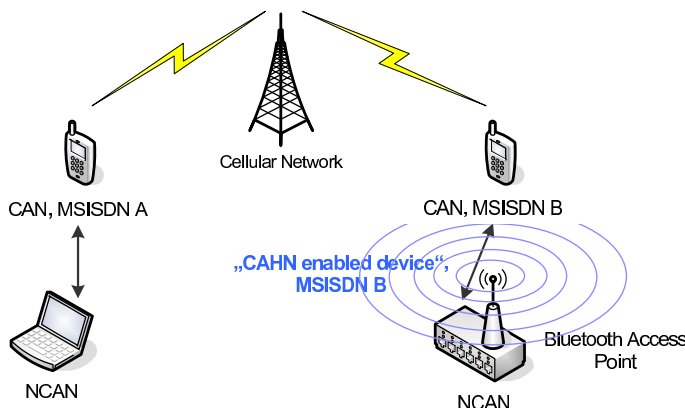 Cellular Network
CAN, MSISDN A
CAN, MSISDN B
„CAHN enabled device“,
MSISDN B
Bluetooth Access
Point
NCAN
NCAN